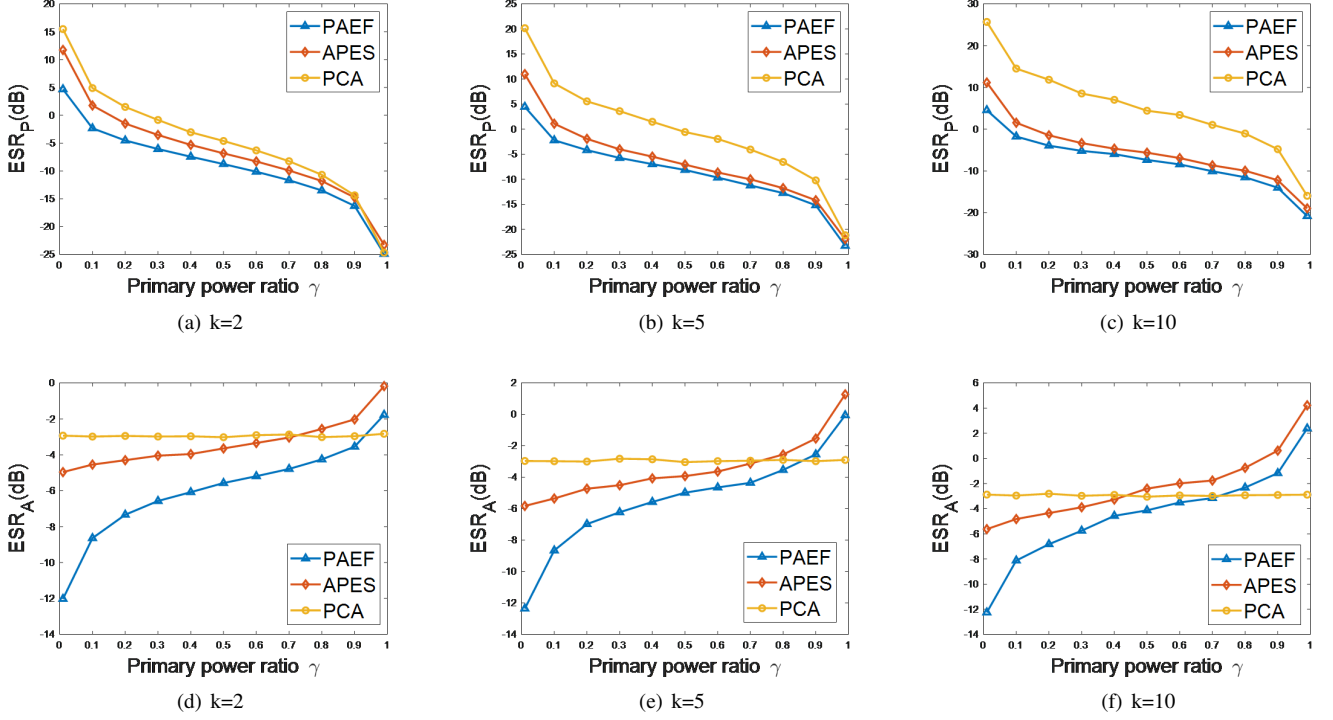 20
15
10
5
0
-5
-10
-15
-20
-25
ESR_P(dB)
PAEF
APES
PCA
0 0.1 0.2 0.3 0.4 0.5 0.6 0.7 0.8 0.9 1
Primary power ratio γ
(a) k=2
25
20
15
10
5
0
-5
-10
-15
-20
-25
ESR_P(dB)
PAEF
APES
PCA
0 0.1 0.2 0.3 0.4 0.5 0.6 0.7 0.8 0.9 1
Primary power ratio γ
(b) k=5
30
20
10
0
-10
-20
-30
ESR_P(dB)
PAEF
APES
PCA
0 0.1 0.2 0.3 0.4 0.5 0.6 0.7 0.8 0.9 1
Primary power ratio γ
(c) k=10
0
-2
-4
-6
-8
-10
-12
-14
ESR_A(dB)
PAEF
APES
PCA
0 0.1 0.2 0.3 0.4 0.5 0.6 0.7 0.8 0.9 1
Primary power ratio γ
(d) k=2
2
0
-2
-4
-6
-8
-10
-12
-14
ESR_A(dB)
PAEF
APES
PCA
0 0.1 0.2 0.3 0.4 0.5 0.6 0.7 0.8 0.9 1
Primary power ratio γ
(e) k=5
6
4
2
0
-2
-4
-6
-8
-10
-12
-14
ESR_A(dB)
PAEF
APES
PCA
0 0.1 0.2 0.3 0.4 0.5 0.6 0.7 0.8 0.9 1
Primary power ratio γ
(f) k=10